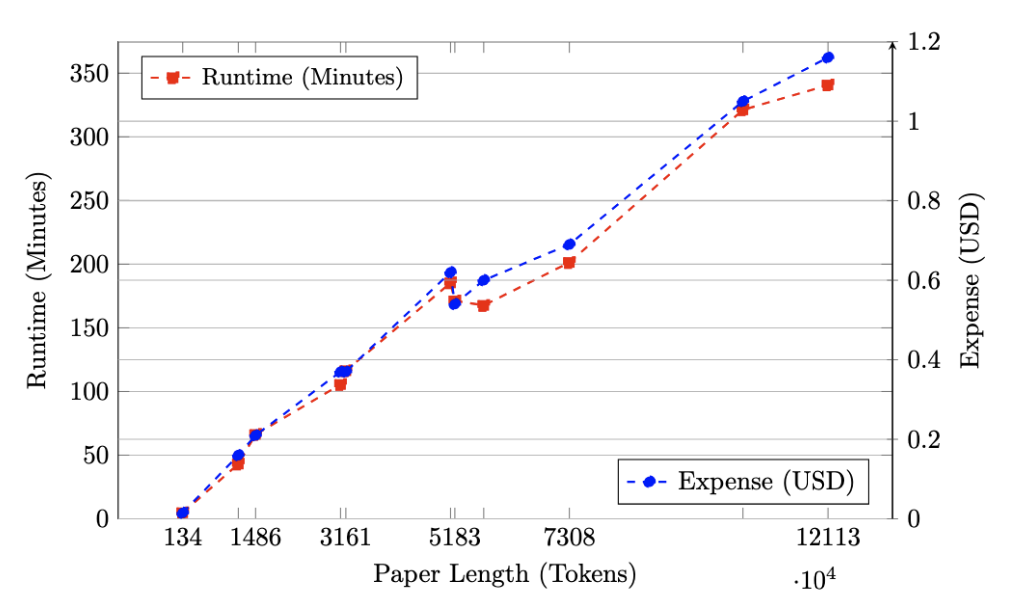 Runtime (Minutes)
Expense (USD)
350
300
250
200
150
100
50
0
1.2
1
0.8
0.6
0.4
0.2
0
Runtime (Minutes)
Expense (USD)
134 1486 3161 5183 7308 12113
Paper Length (Tokens)
·10⁴